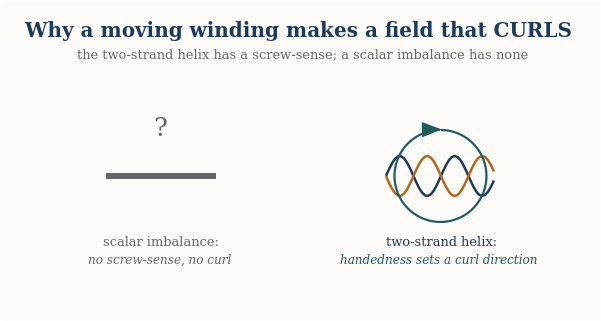 Why a moving winding makes a field that CURLS
the two-strand helix has a screw-sense; a scalar imbalance has none
?
scalar imbalance:
no screw-sense, no curl
two-strand helix:
handedness sets a curl direction